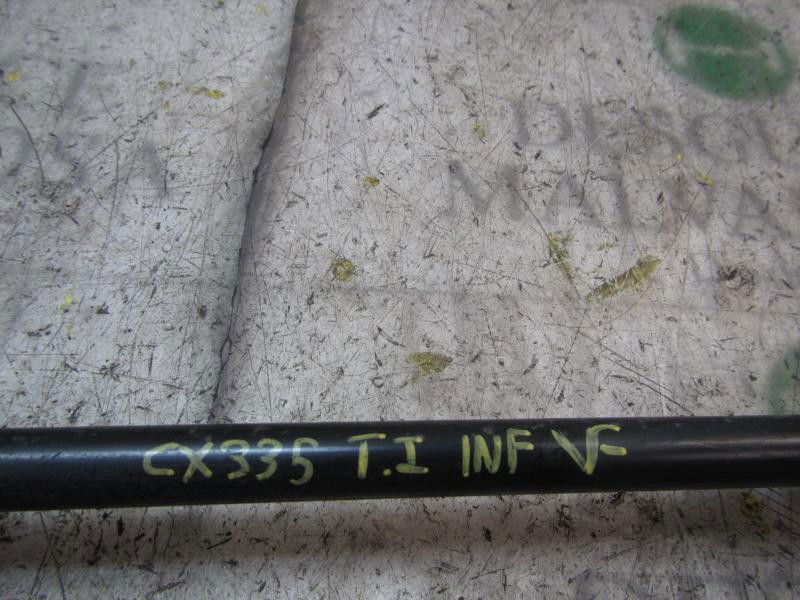 CX335 T.I INF VF